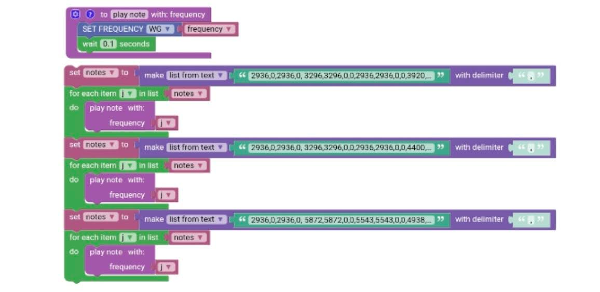 to play note with: frequency
SET FREQUENCY WG frequency
wait 0.1 seconds
set notes to make list from text “ 2936,0,2936,0, 3296,3296,0,0,2936,2936,0,0,3920,... ” with delimiter “ , ”
for each item j in list notes
do play note with:
frequency j
set notes to make list from text “ 2936,0,2936,0, 3296,3296,0,0,2936,2936,0,0,4400,... ” with delimiter “ , ”
for each item j in list notes
do play note with:
frequency j
set notes to make list from text “ 2936,0,2936,0, 5872,5872,0,0,5543,5543,0,0,4938,... ” with delimiter “ , ”
for each item j in list notes
do play note with:
frequency j